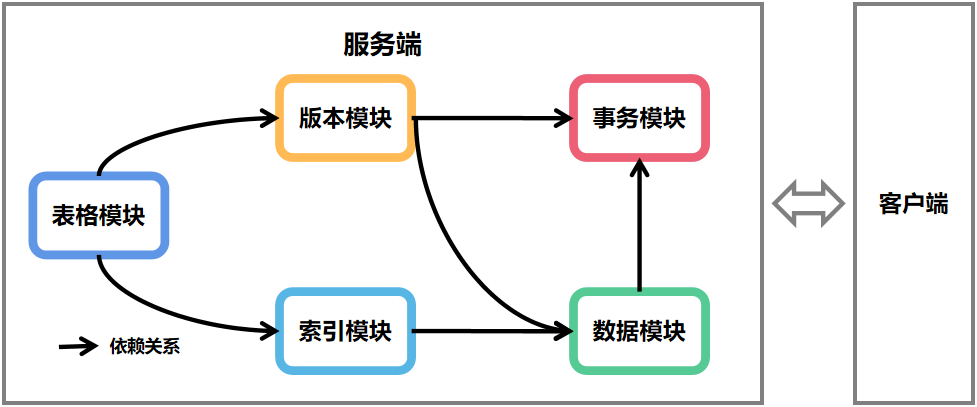 服务端
版本模块
事务模块
表格模块
客户端
索引模块
数据模块
依赖关系